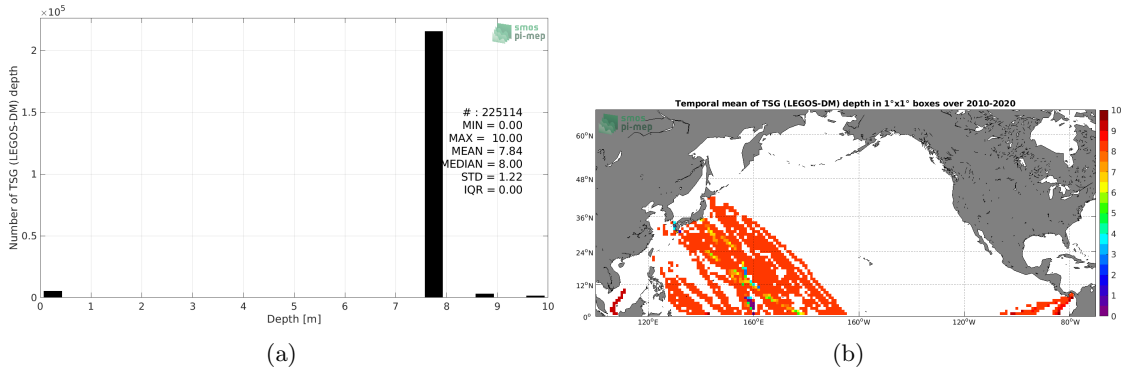 ×10⁵
smos
pi-mep
2
1.5
1
0.5
0
Number of TSG (LEGOS-DM) depth
# : 225114
MIN = 0.00
MAX = 10.00
MEAN = 7.84
MEDIAN = 8.00
STD = 1.22
IQR = 0.00
0 1 2 3 4 5 6 7 8 9 10
Depth [m]
(a)
Temporal mean of TSG (LEGOS-DM) depth in 1°x1° boxes over 2010-2020
smos
pi-mep
60°N
48°N
36°N
24°N
12°N
0°
120°E 160°E 160°W 120°W 80°W
10
9
8
7
6
5
4
3
2
1
0
(b)